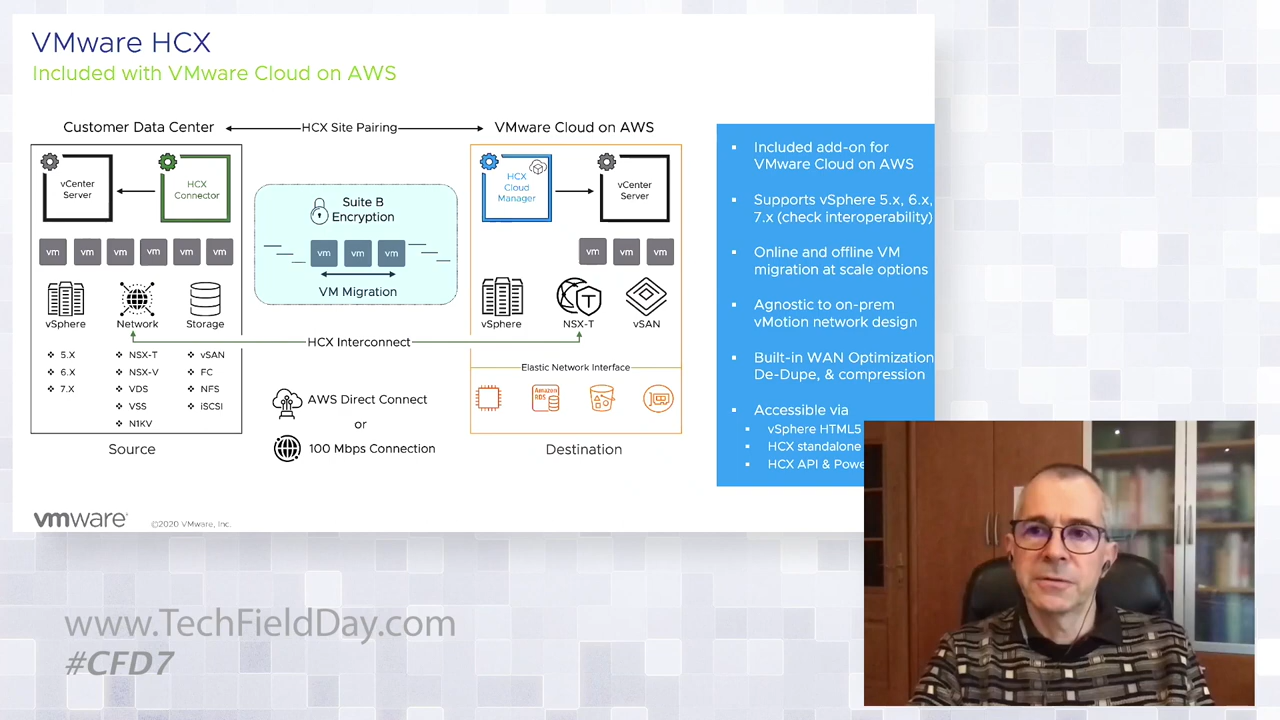 VMware HCX
Included with VMware Cloud on AWS
Customer Data Center
HCX Site Pairing
VMware Cloud on AWS
vCenter
Server
HCX
Connector
Suite B
Encryption
HCX
Cloud
Manager
vCenter
Server
vm
vm
vm
vm
vm
vm
vm
vm
vm
vm
vm
vm
VM Migration
vSphere
Network
Storage
vSphere
NSX-T
vSAN
HCX Interconnect
❖ 5.X
❖ 6.X
❖ 7.X
❖ NSX-T
❖ NSX-V
❖ VDS
❖ VSS
❖ N1KV
❖ vSAN
❖ FC
❖ NFS
❖ iSCSI
Elastic Network Interface
Amazon
RDS
AWS Direct Connect
or
100 Mbps Connection
Source
Destination
▪ Included add-on for
VMware Cloud on AWS
▪ Supports vSphere 5.x, 6.x,
7.x (check interoperability)
▪ Online and offline VM
migration at scale options
▪ Agnostic to on-prem
vMotion network design
▪ Built-in WAN Optimization
De-Dupe, & compression
▪ Accessible via
▪ vSphere HTML5
▪ HCX standalone
▪ HCX API & Powe
vmware®
©2020 VMware, Inc.
www.TechFieldDay.com
#CFD7